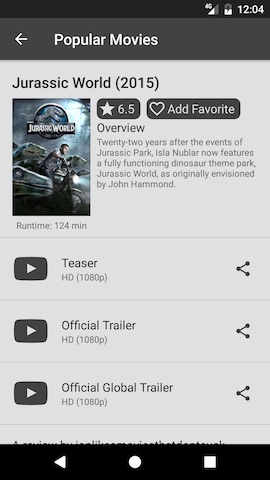 4G 12:04
Popular Movies
Jurassic World (2015)
JURASSIC WORLD
6.5
Add Favorite
Overview
Twenty-two years after the events of
Jurassic Park, Isla Nublar now features
a fully functioning dinosaur theme park,
Jurassic World, as originally envisioned
by John Hammond.
Runtime: 124 min
Teaser
HD (1080p)
Official Trailer
HD (1080p)
Official Global Trailer
HD (1080p)
A review by